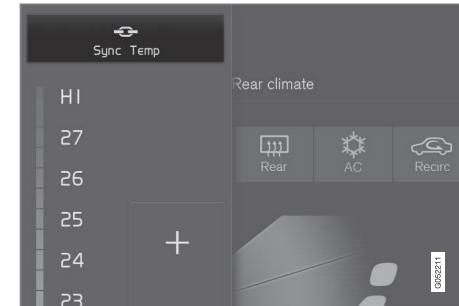 Sync Temp
Rear climate
HI
27
26
25
24
23
+
Rear
AC
Recirc
G052211